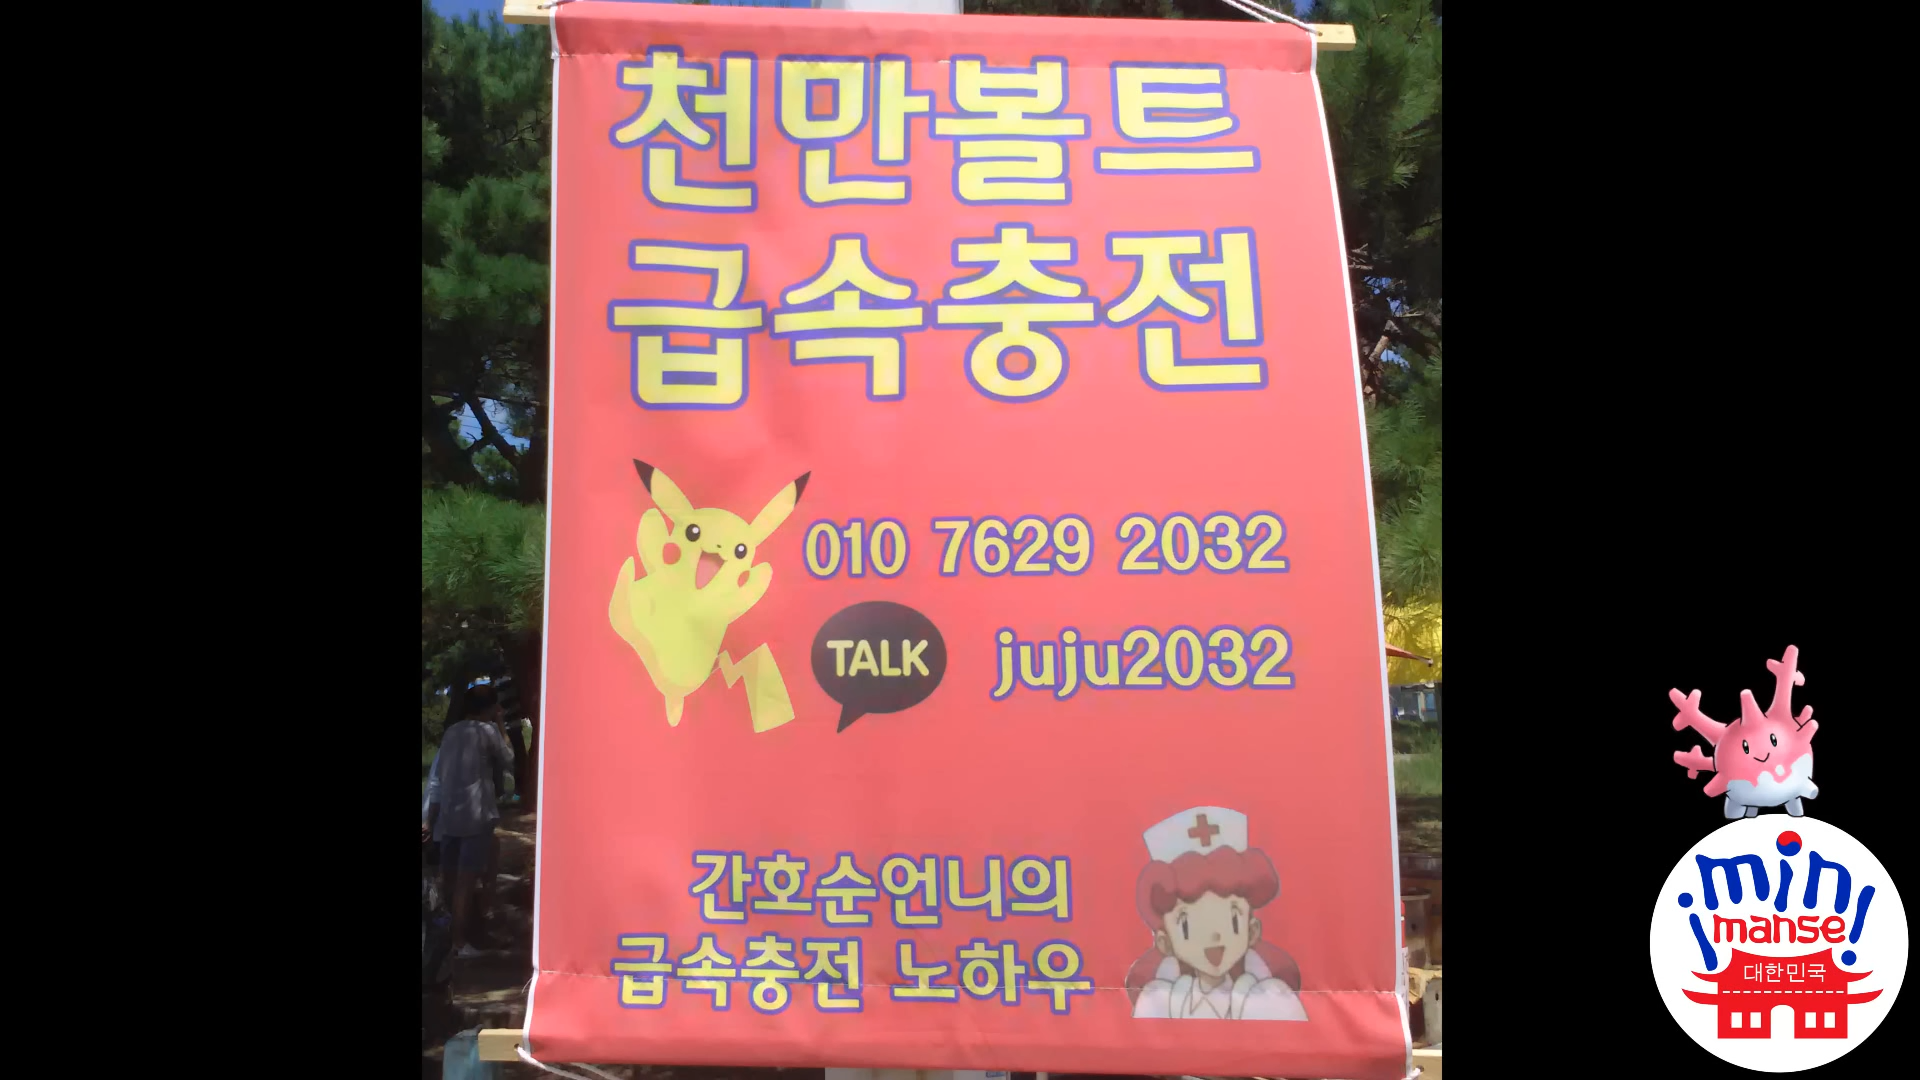 천만볼트
급속충전
010 7629 2032
TALK juju2032
간호순언니의
급속충전 노하우
¡min!
manse
대한민국